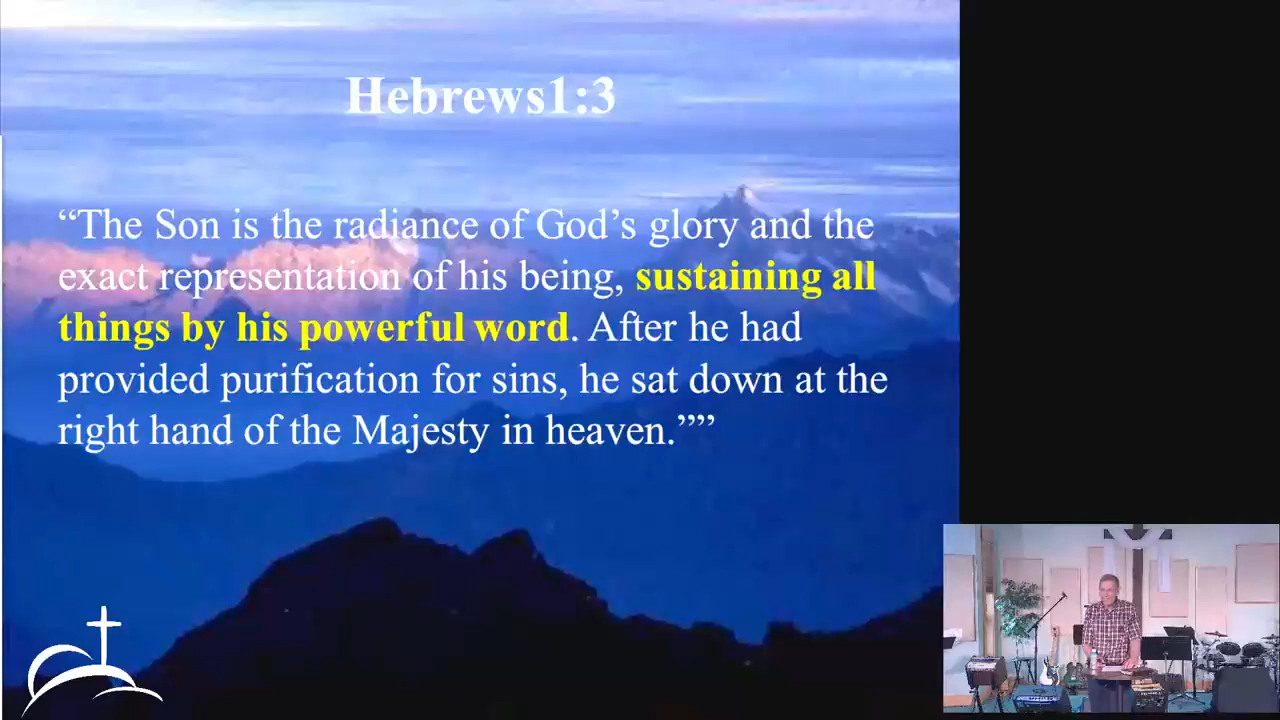 Hebrews1:3
“The Son is the radiance of God’s glory and the
exact representation of his being, sustaining all
things by his powerful word. After he had
provided purification for sins, he sat down at the
right hand of the Majesty in heaven.””